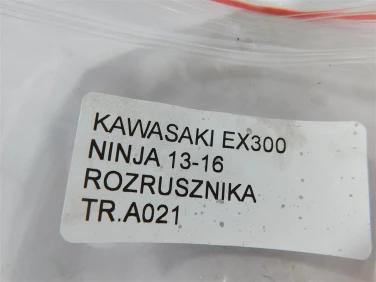 KAWASAKI EX300
NINJA 13-16
ROZRUSZNIKA
TR.A021